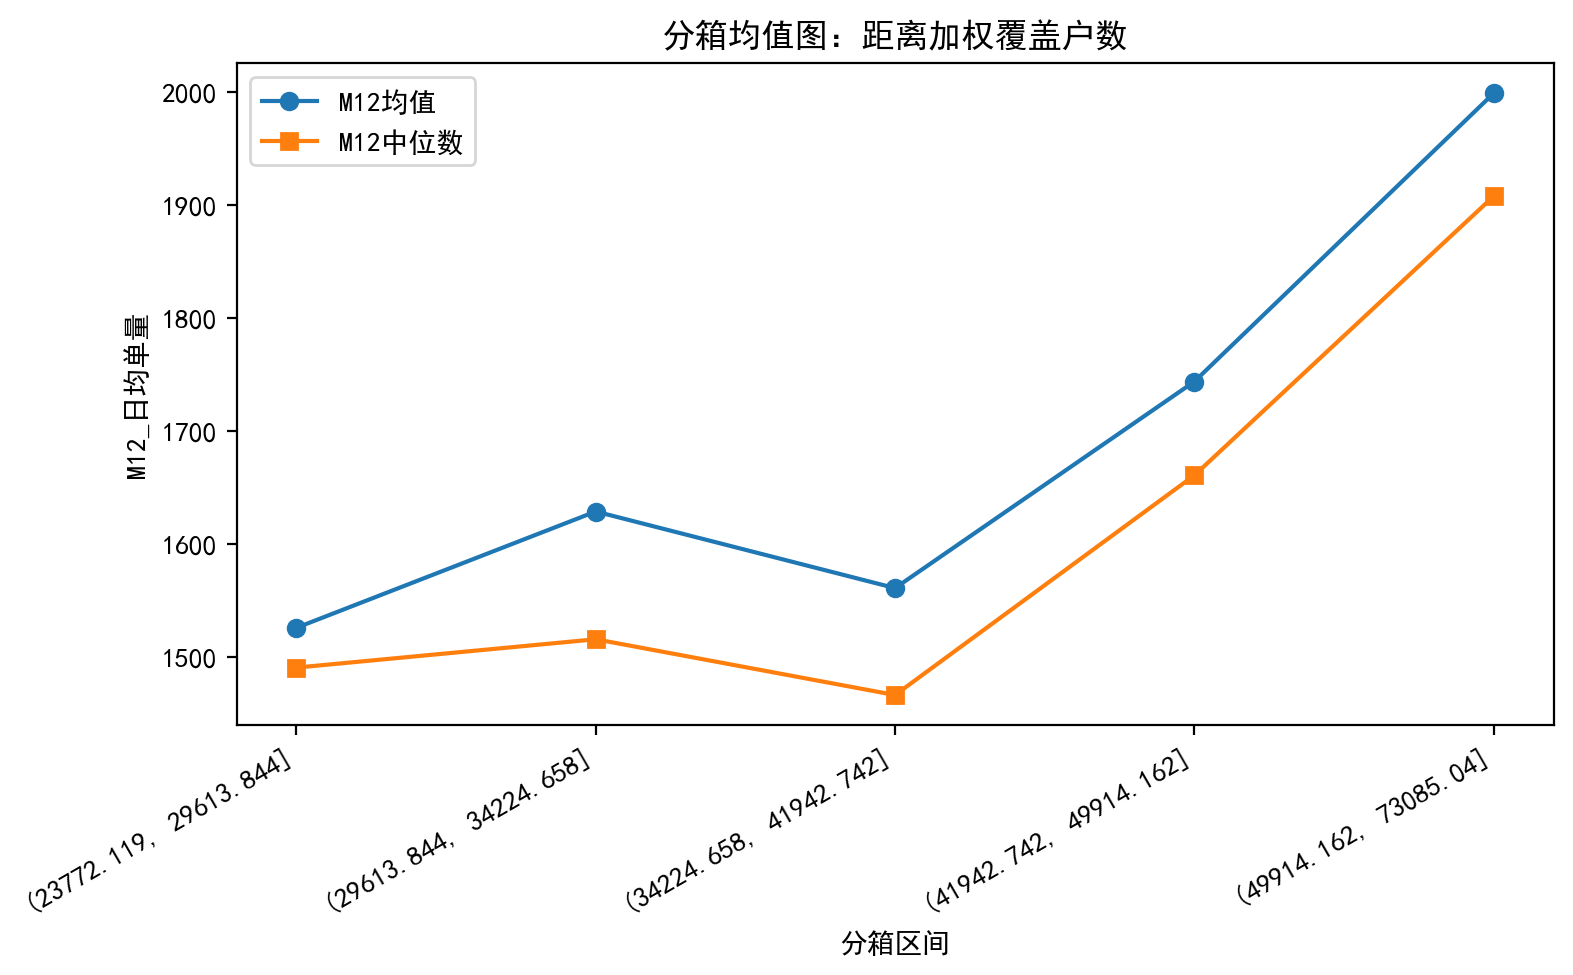 分箱均值图：距离加权覆盖户数
M12均值
M12中位数
2000
1900
1800
1700
1600
1500
M12_日均单量
(23772.119, 29613.844]
(29613.844, 34224.658]
(34224.658, 41942.742]
(41942.742, 49914.162]
(49914.162, 73085.04]
分箱区间